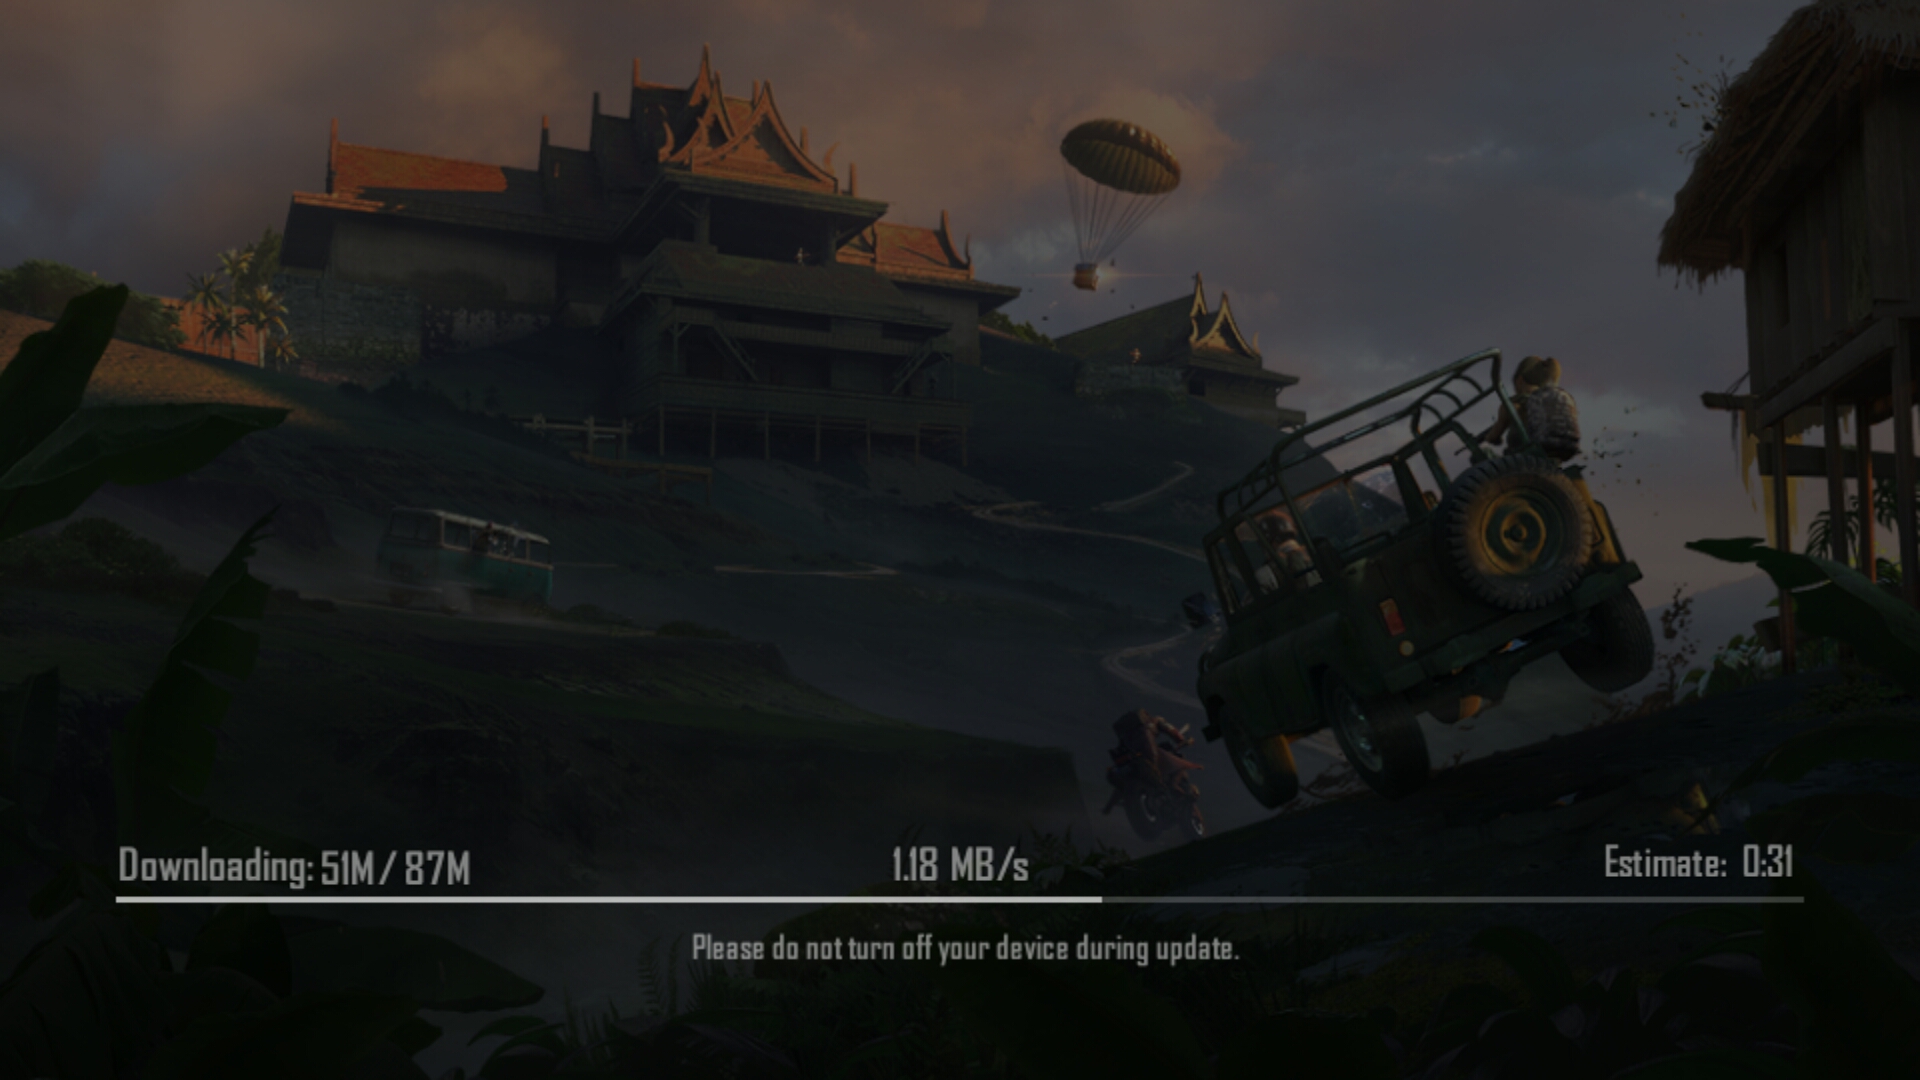 Downloading: 51M / 87M
1.18 MB/s
Estimate: 0:31
Please do not turn off your device during update.